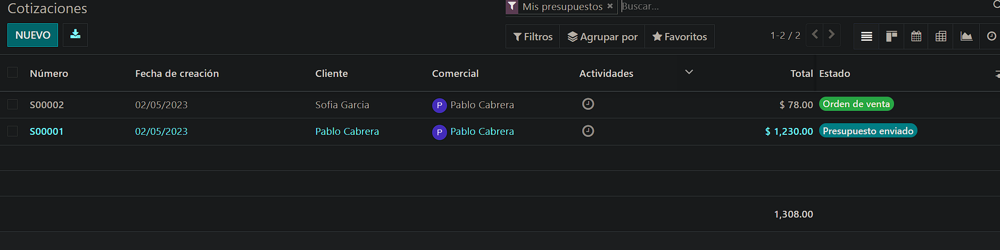 Cotizaciones
Mis presupuestos × Buscar...
NUEVO
Filtros Agrupar por Favoritos 1-2 / 2
Número Fecha de creación Cliente Comercial Actividades Total Estado
S00002 02/05/2023 Sofia Garcia P Pablo Cabrera $ 78.00 Orden de venta
S00001 02/05/2023 Pablo Cabrera P Pablo Cabrera $ 1,230.00 Presupuesto enviado
1,308.00